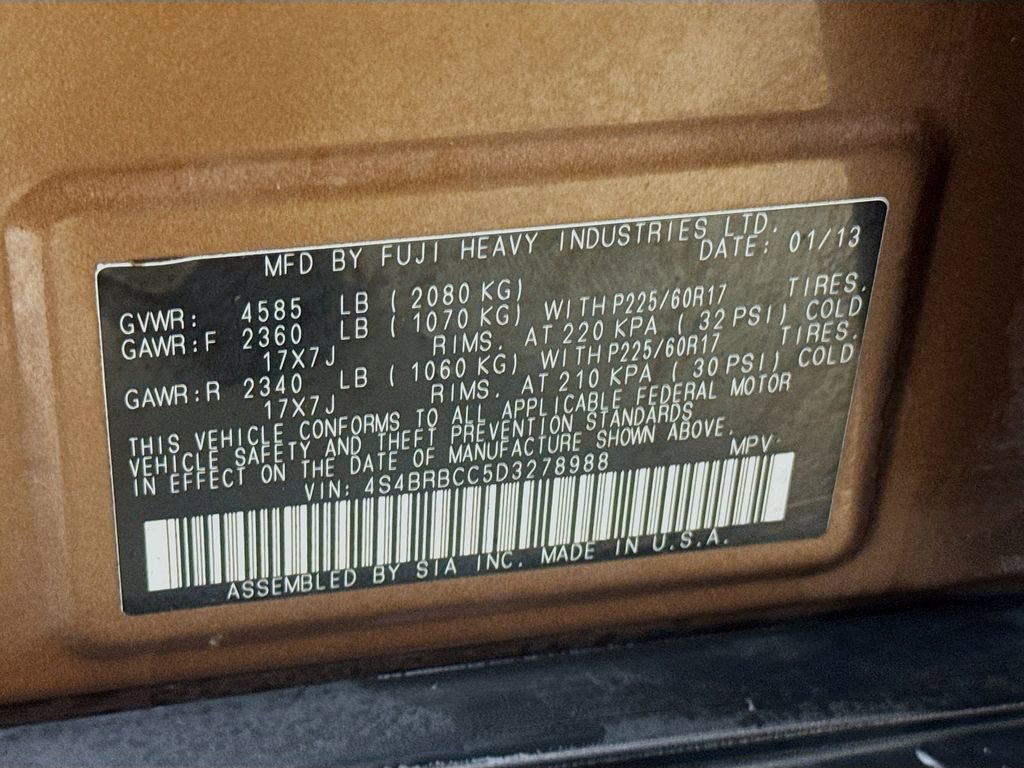 MFD BY FUJI HEAVY INDUSTRIES LTD.
DATE: 01/13
GVWR: 4585 LB ( 2080 KG)
GAWR:F 2360 LB ( 1070 KG) WITH P225/60R17 TIRES.
17X7J RIMS. AT 220 KPA ( 32 PSI) COLD
GAWR:R 2340 LB ( 1060 KG) WITH P225/60R17 TIRES.
17X7J RIMS. AT 210 KPA ( 30 PSI) COLD
THIS VEHICLE CONFORMS TO ALL APPLICABLE FEDERAL MOTOR
VEHICLE SAFETY AND THEFT PREVENTION STANDARDS
IN EFFECT ON THE DATE OF MANUFACTURE SHOWN ABOVE.
VIN: 4S4BRBCC5D3278988 MPV
ASSEMBLED BY SIA INC. MADE IN U.S.A.